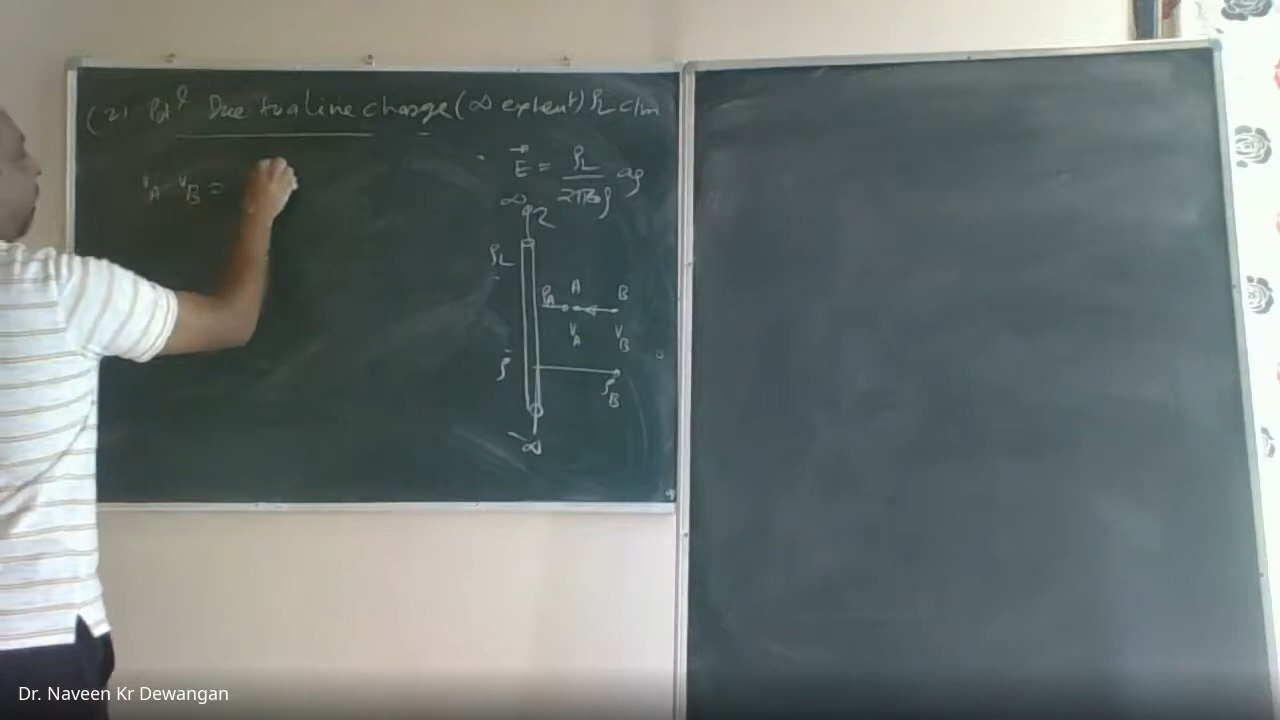 (2) Potl Due to a line charge (∞ extent) ρL c/m
E⃗ = ρL / 2πε₀ρ aρ
VA - VB =
∞
Z
ρL
ρA A B
VA VB
ρ
ρB
-∞
Dr. Naveen Kr Dewangan